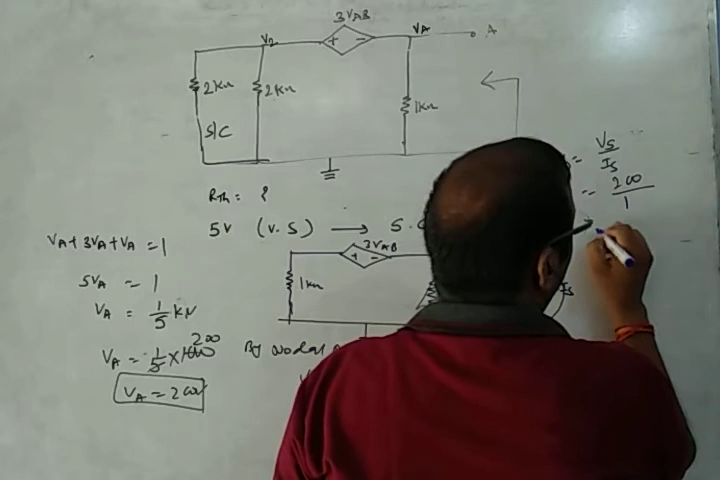 3VAB
V2 + - VA A
2KΩ 2KΩ 1KΩ
S/C
RTh = ?
5V (V.S) → S.
= Vs/Is
= 200/1
VA + 3VA + VA = 1
5VA = 1
VA = 1/5 KΩ
VA = 1/5 X 1000 200
VA = 200
3VAB
+ -
1KΩ Is
By Nodal